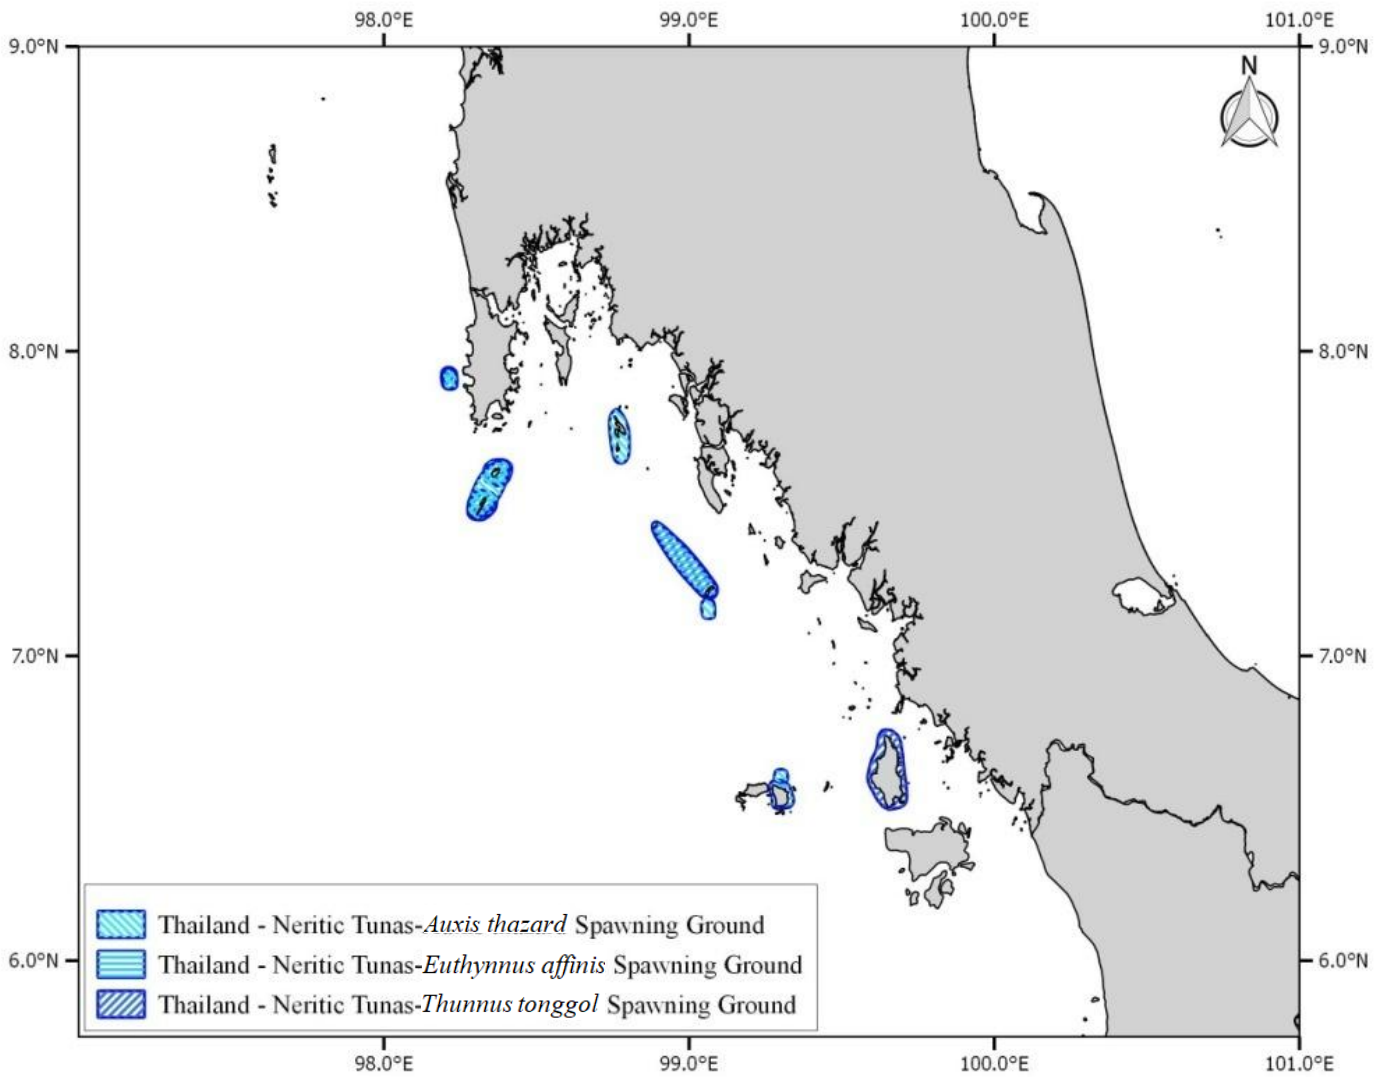 98.0°E 99.0°E 100.0°E 101.0°E
9.0°N 9.0°N
N
8.0°N 8.0°N
7.0°N 7.0°N
Thailand - Neritic Tunas-Auxis thazard Spawning Ground
Thailand - Neritic Tunas-Euthynnus affinis Spawning Ground
6.0°N 6.0°N
Thailand - Neritic Tunas-Thunnus tonggol Spawning Ground
98.0°E 99.0°E 100.0°E 101.0°E